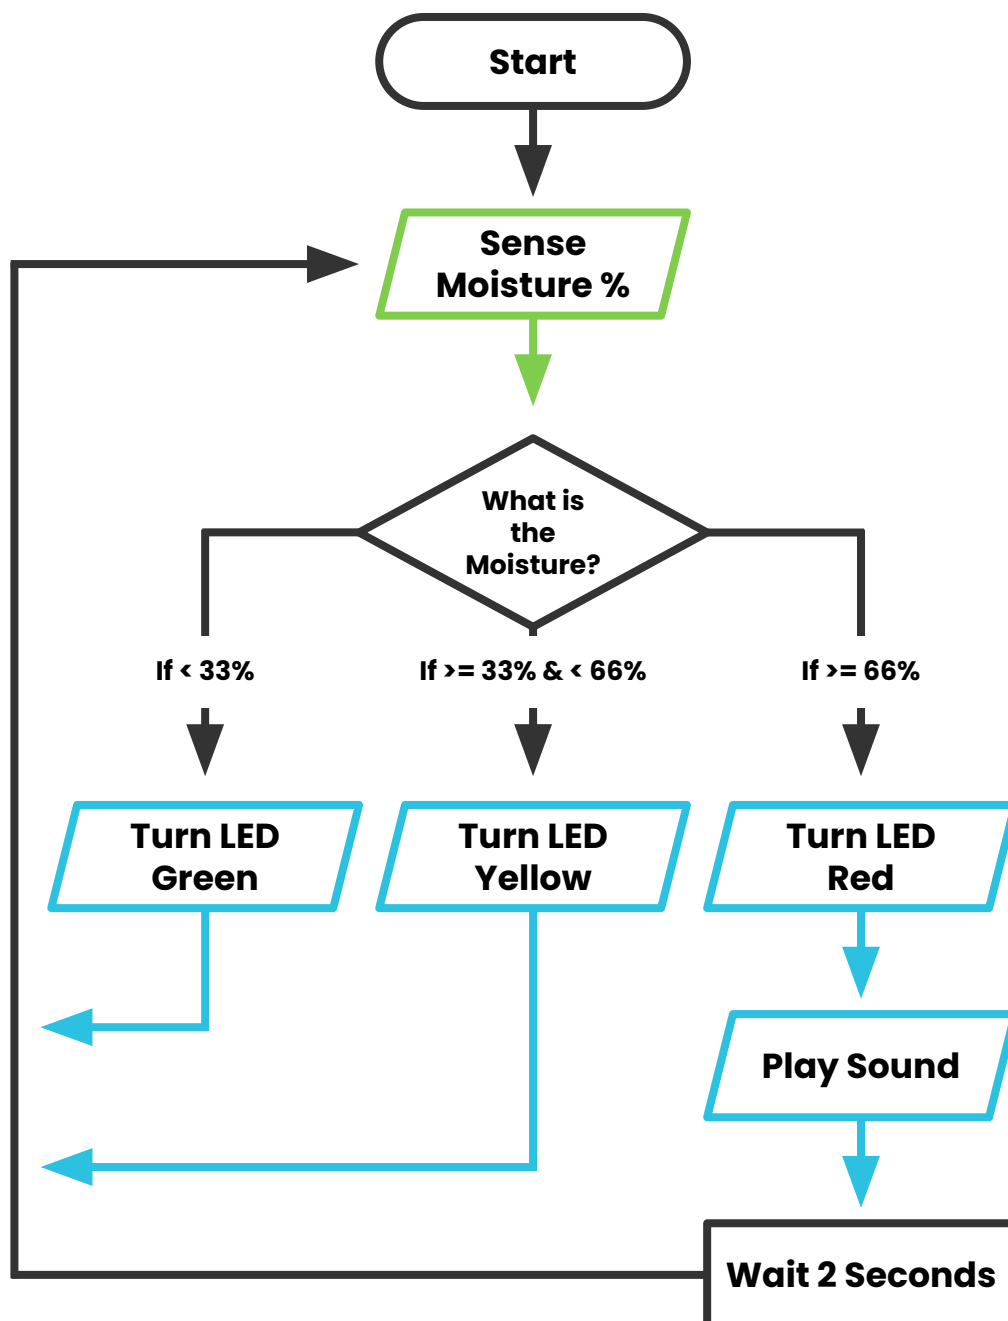 Start
Sense
Moisture %
What is
the
Moisture?
If < 33%
If >= 33% & < 66%
If >= 66%
Turn LED
Green
Turn LED
Yellow
Turn LED
Red
Play Sound
Wait 2 Seconds